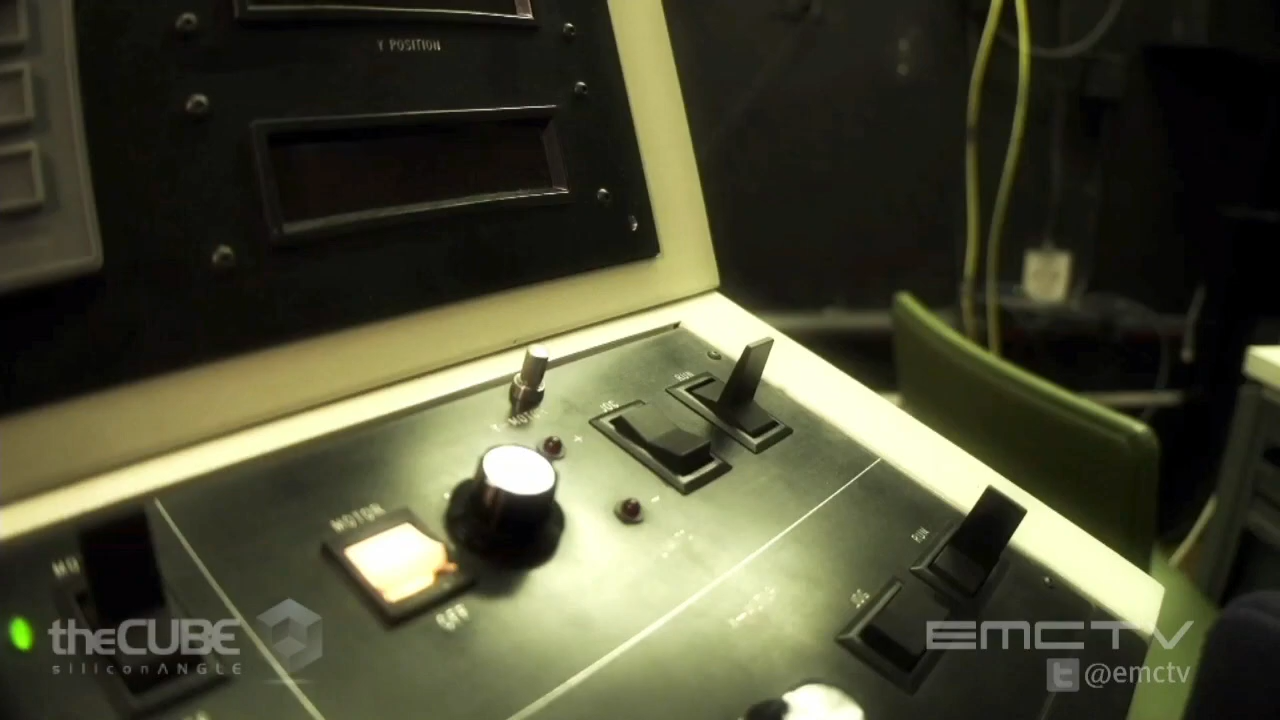 Y POSITION
RUN
JOG
MOTOR
OFF
RUN
JOG
theCUBE
siliconANGLE
EMCTV
@emctv